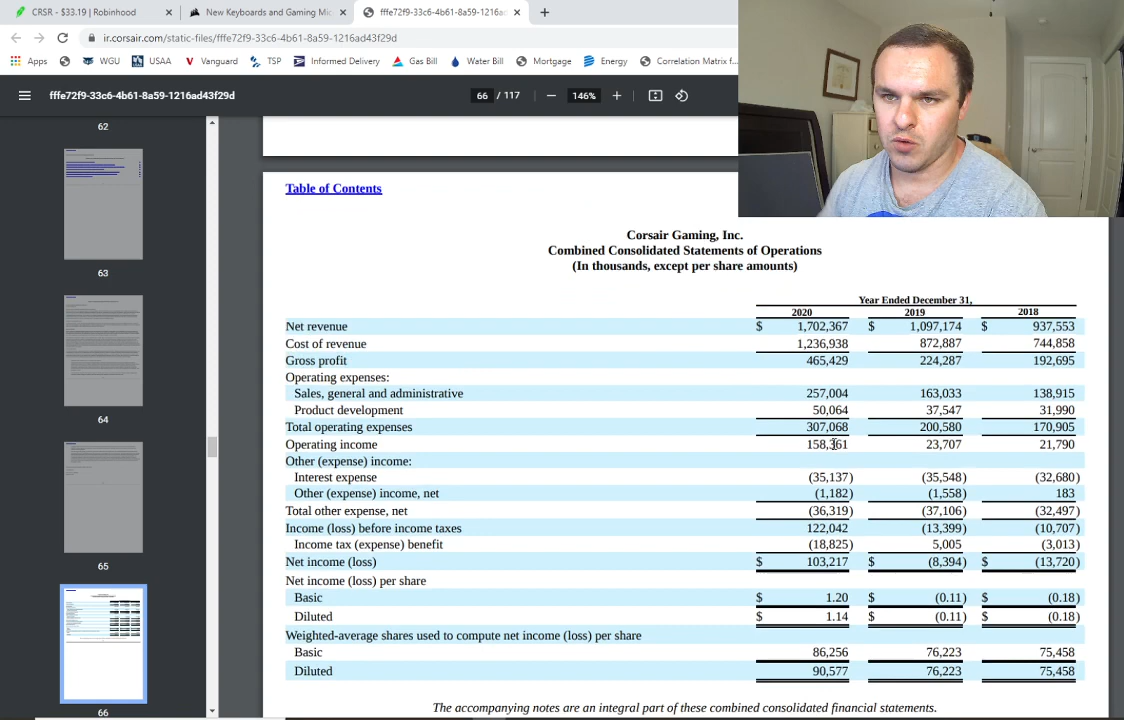 CRSR - $33.19 | Robinhood
New Keyboards and Gaming Mic
fffe72f9-33c6-4b61-8a59-1216ad
ir.corsair.com/static-files/fffe72f9-33c6-4b61-8a59-1216ad43f29d
Apps WGU USAA Vanguard TSP Informed Delivery Gas Bill Water Bill Mortgage Energy Correlation Matrix f...
fffe72f9-33c6-4b61-8a59-1216ad43f29d 66 / 117 146%
62
63
64
65
66
Table of Contents
Corsair Gaming, Inc.
Combined Consolidated Statements of Operations
(In thousands, except per share amounts)
Year Ended December 31,
2020 2019 2018
Net revenue $ 1,702,367 $ 1,097,174 $ 937,553
Cost of revenue 1,236,938 872,887 744,858
Gross profit 465,429 224,287 192,695
Operating expenses:
Sales, general and administrative 257,004 163,033 138,915
Product development 50,064 37,547 31,990
Total operating expenses 307,068 200,580 170,905
Operating income 158,361 23,707 21,790
Other (expense) income:
Interest expense (35,137) (35,548) (32,680)
Other (expense) income, net (1,182) (1,558) 183
Total other expense, net (36,319) (37,106) (32,497)
Income (loss) before income taxes 122,042 (13,399) (10,707)
Income tax (expense) benefit (18,825) 5,005 (3,013)
Net income (loss) $ 103,217 $ (8,394) $ (13,720)
Net income (loss) per share
Basic $ 1.20 $ (0.11) $ (0.18)
Diluted $ 1.14 $ (0.11) $ (0.18)
Weighted-average shares used to compute net income (loss) per share
Basic 86,256 76,223 75,458
Diluted 90,577 76,223 75,458
The accompanying notes are an integral part of these combined consolidated financial statements.